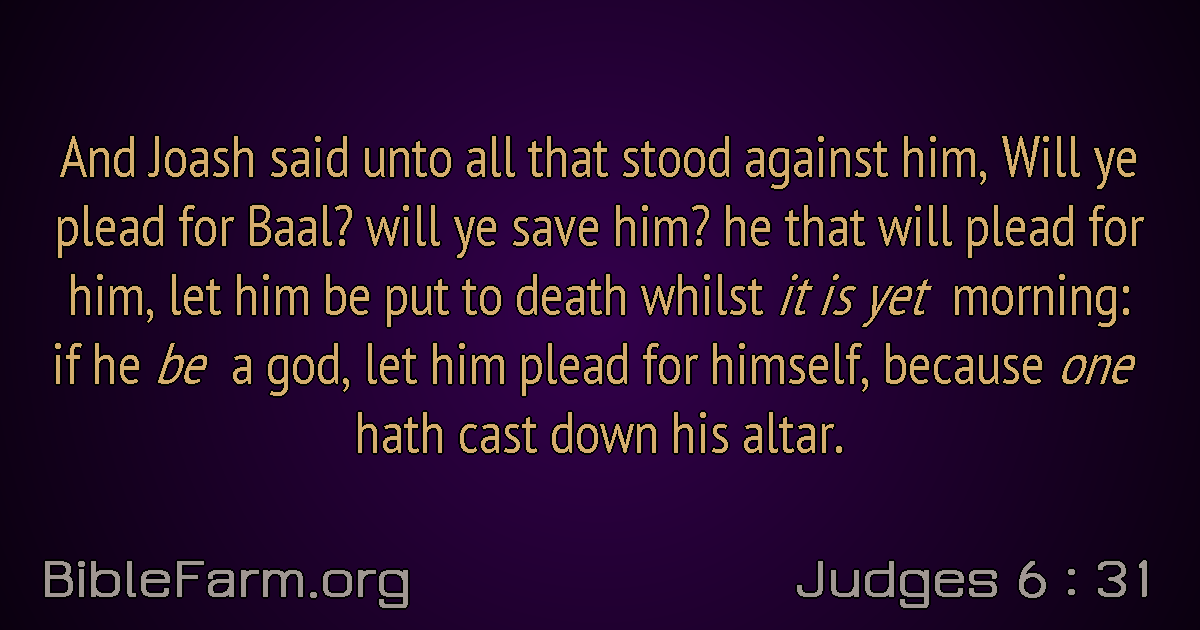 And Joash said unto all that stood against him, Will ye
plead for Baal? will ye save him? he that will plead for
him, let him be put to death whilst it is yet morning:
if he be a god, let him plead for himself, because one
hath cast down his altar.
BibleFarm.org
Judges 6 : 31